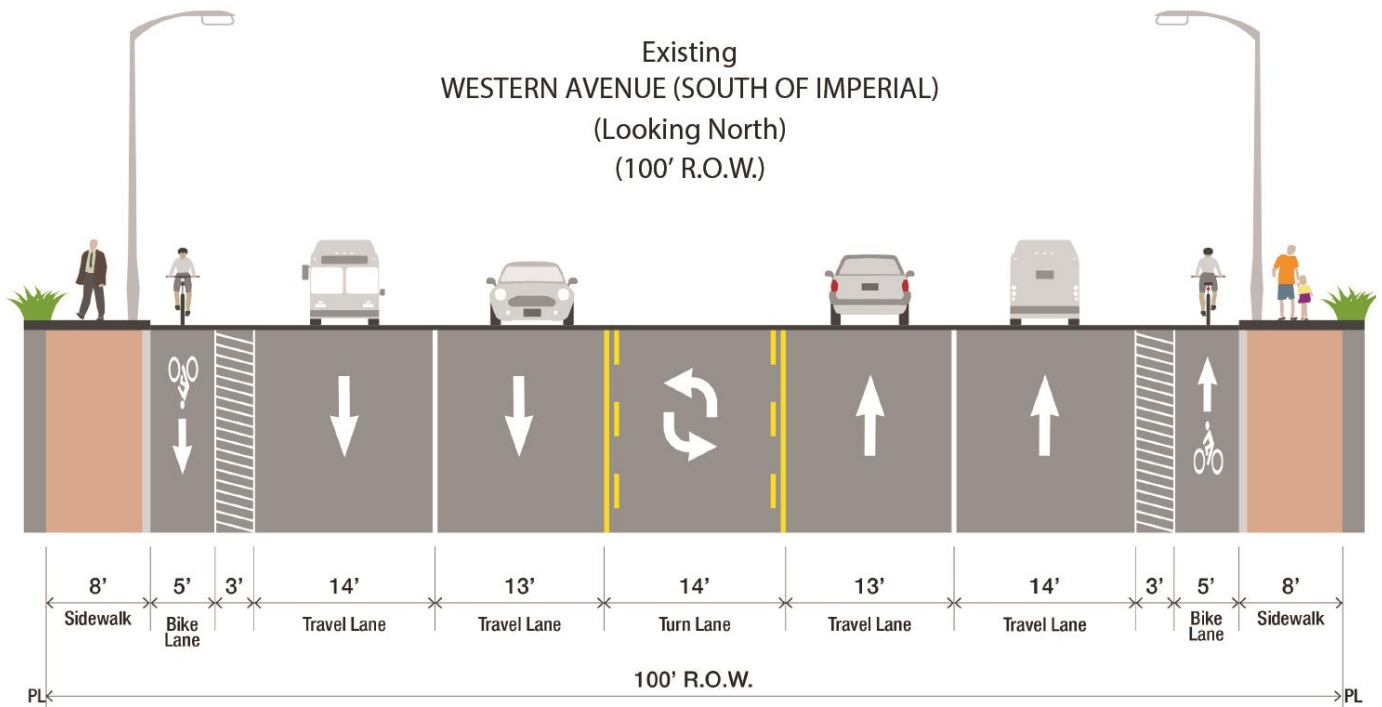 Existing
WESTERN AVENUE (SOUTH OF IMPERIAL)
(Looking North)
(100' R.O.W.)
8' 5' 3' 14' 13' 14' 13' 14' 3' 5' 8'
Sidewalk Bike Lane Travel Lane Travel Lane Turn Lane Travel Lane Travel Lane Bike Lane Sidewalk
100' R.O.W.
PL PL